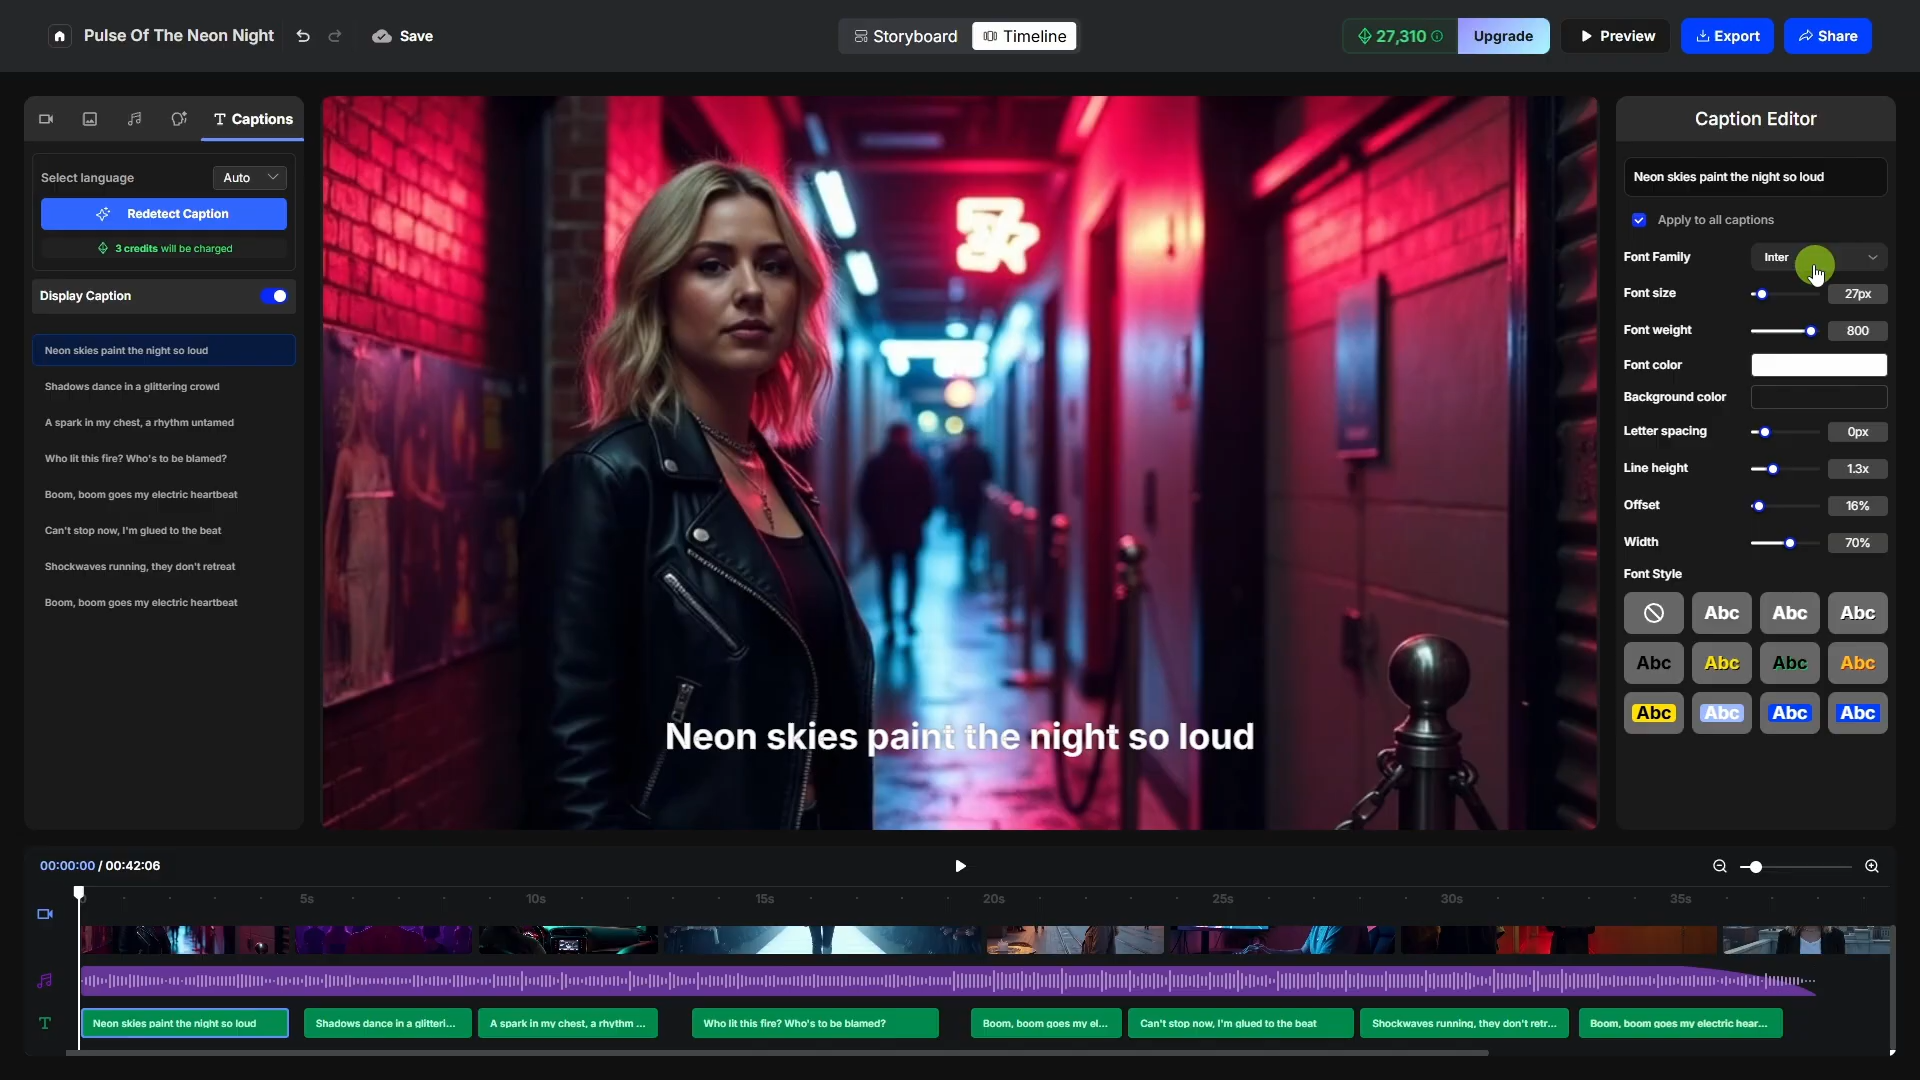 Pulse Of The Neon Night
Save
Storyboard
Timeline
27,310
Upgrade
Preview
Export
Share
Captions
Select language
Auto
Redetect Caption
3 credits will be charged
Display Caption
Neon skies paint the night so loud
Shadows dance in a glittering crowd
A spark in my chest, a rhythm untamed
Who lit this fire? Who's to be blamed?
Boom, boom goes my electric heartbeat
Can't stop now, I'm glued to the beat
Shockwaves running, they don't retreat
Boom, boom goes my electric heartbeat
Neon skies paint the night so loud
Caption Editor
Neon skies paint the night so loud
Apply to all captions
Font Family
Inter
Font size
27px
Font weight
800
Font color
Background color
Letter spacing
0px
Line height
1.3x
Offset
16%
Width
70%
Font Style
Abc Abc Abc
Abc Abc Abc Abc
Abc Abc Abc Abc
00:00:00 / 00:42:06
5s 10s 15s 20s 25s 30s 35s
T
Neon skies paint the night so loud
Shadows dance in a glitteri...
A spark in my chest, a rhythm ...
Who lit this fire? Who's to be blamed?
Boom, boom goes my el...
Can't stop now, I'm glued to the beat
Shockwaves running, they don't retr...
Boom, boom goes my electric hear...